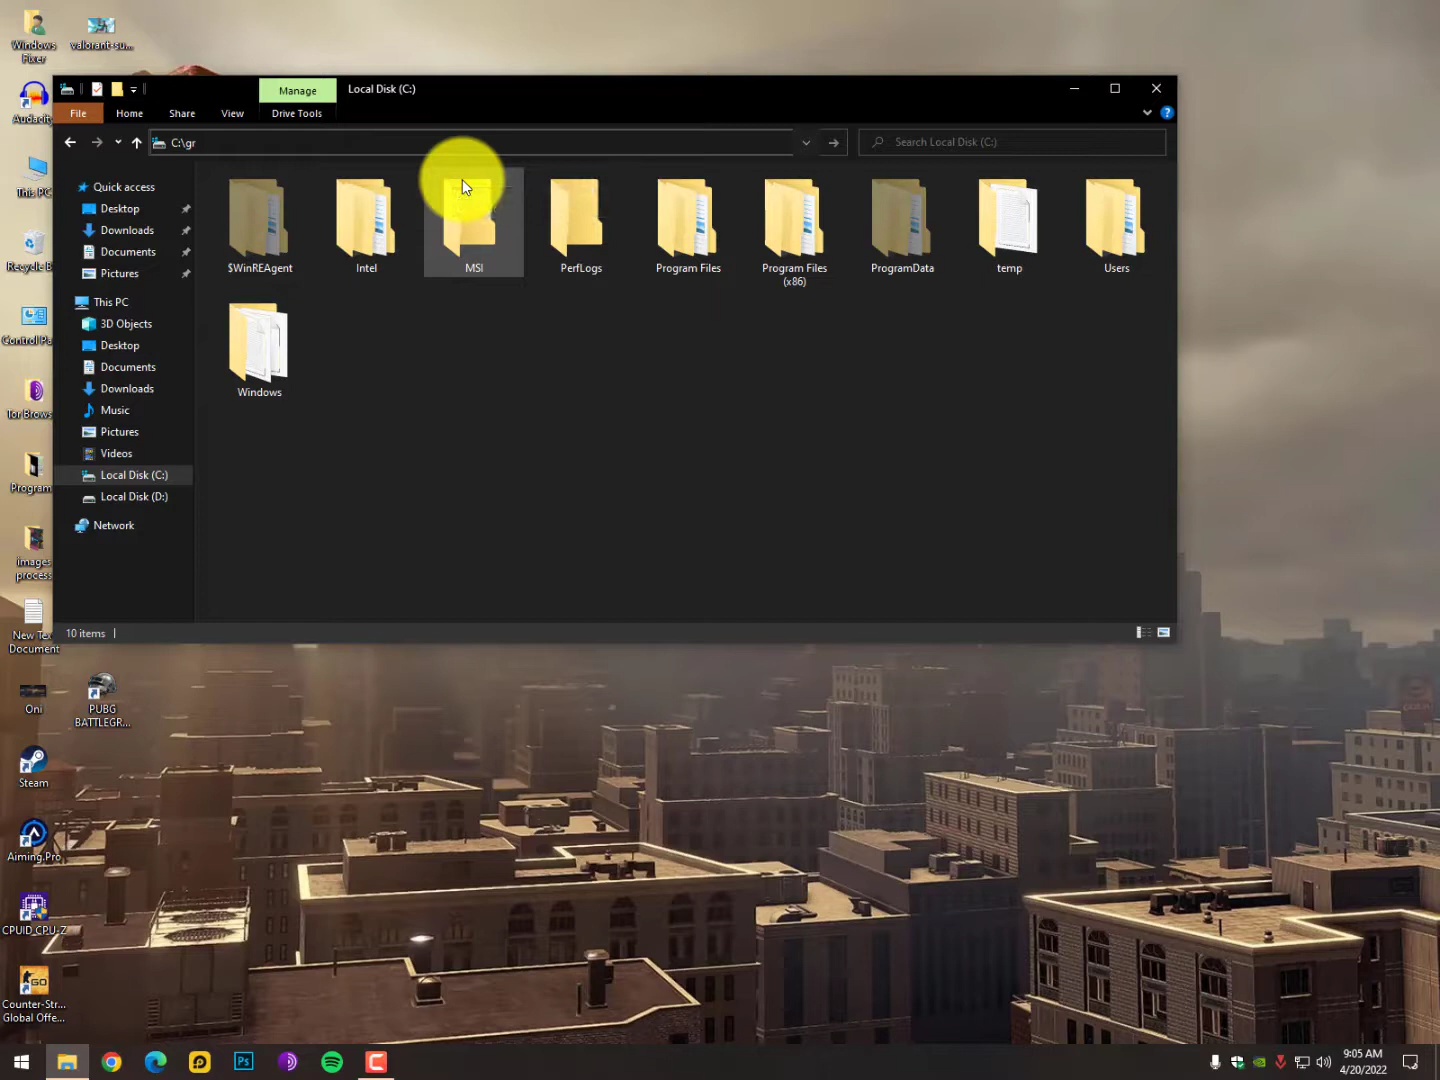 Windows
Fixer
valorant-su...
Audacity
This PC
Recycle B
Control Pa
Tor Brows
Program
images
process
New Tex
Document
Oni
PUBG
BATTLEGR...
Steam
Aiming.Pro
CPUID CPU-Z
Counter-Str...
Global Offe...
Manage
Local Disk (C:)
File
Home
Share
View
Drive Tools
C:\gr
Search Local Disk (C:)
Quick access
Desktop
Downloads
Documents
Pictures
This PC
3D Objects
Desktop
Documents
Downloads
Music
Pictures
Videos
Local Disk (C:)
Local Disk (D:)
Network
$WinREAgent
Intel
MSI
PerfLogs
Program Files
Program Files
(x86)
ProgramData
temp
Users
Windows
10 items
Ps
9:05 AM
4/20/2022